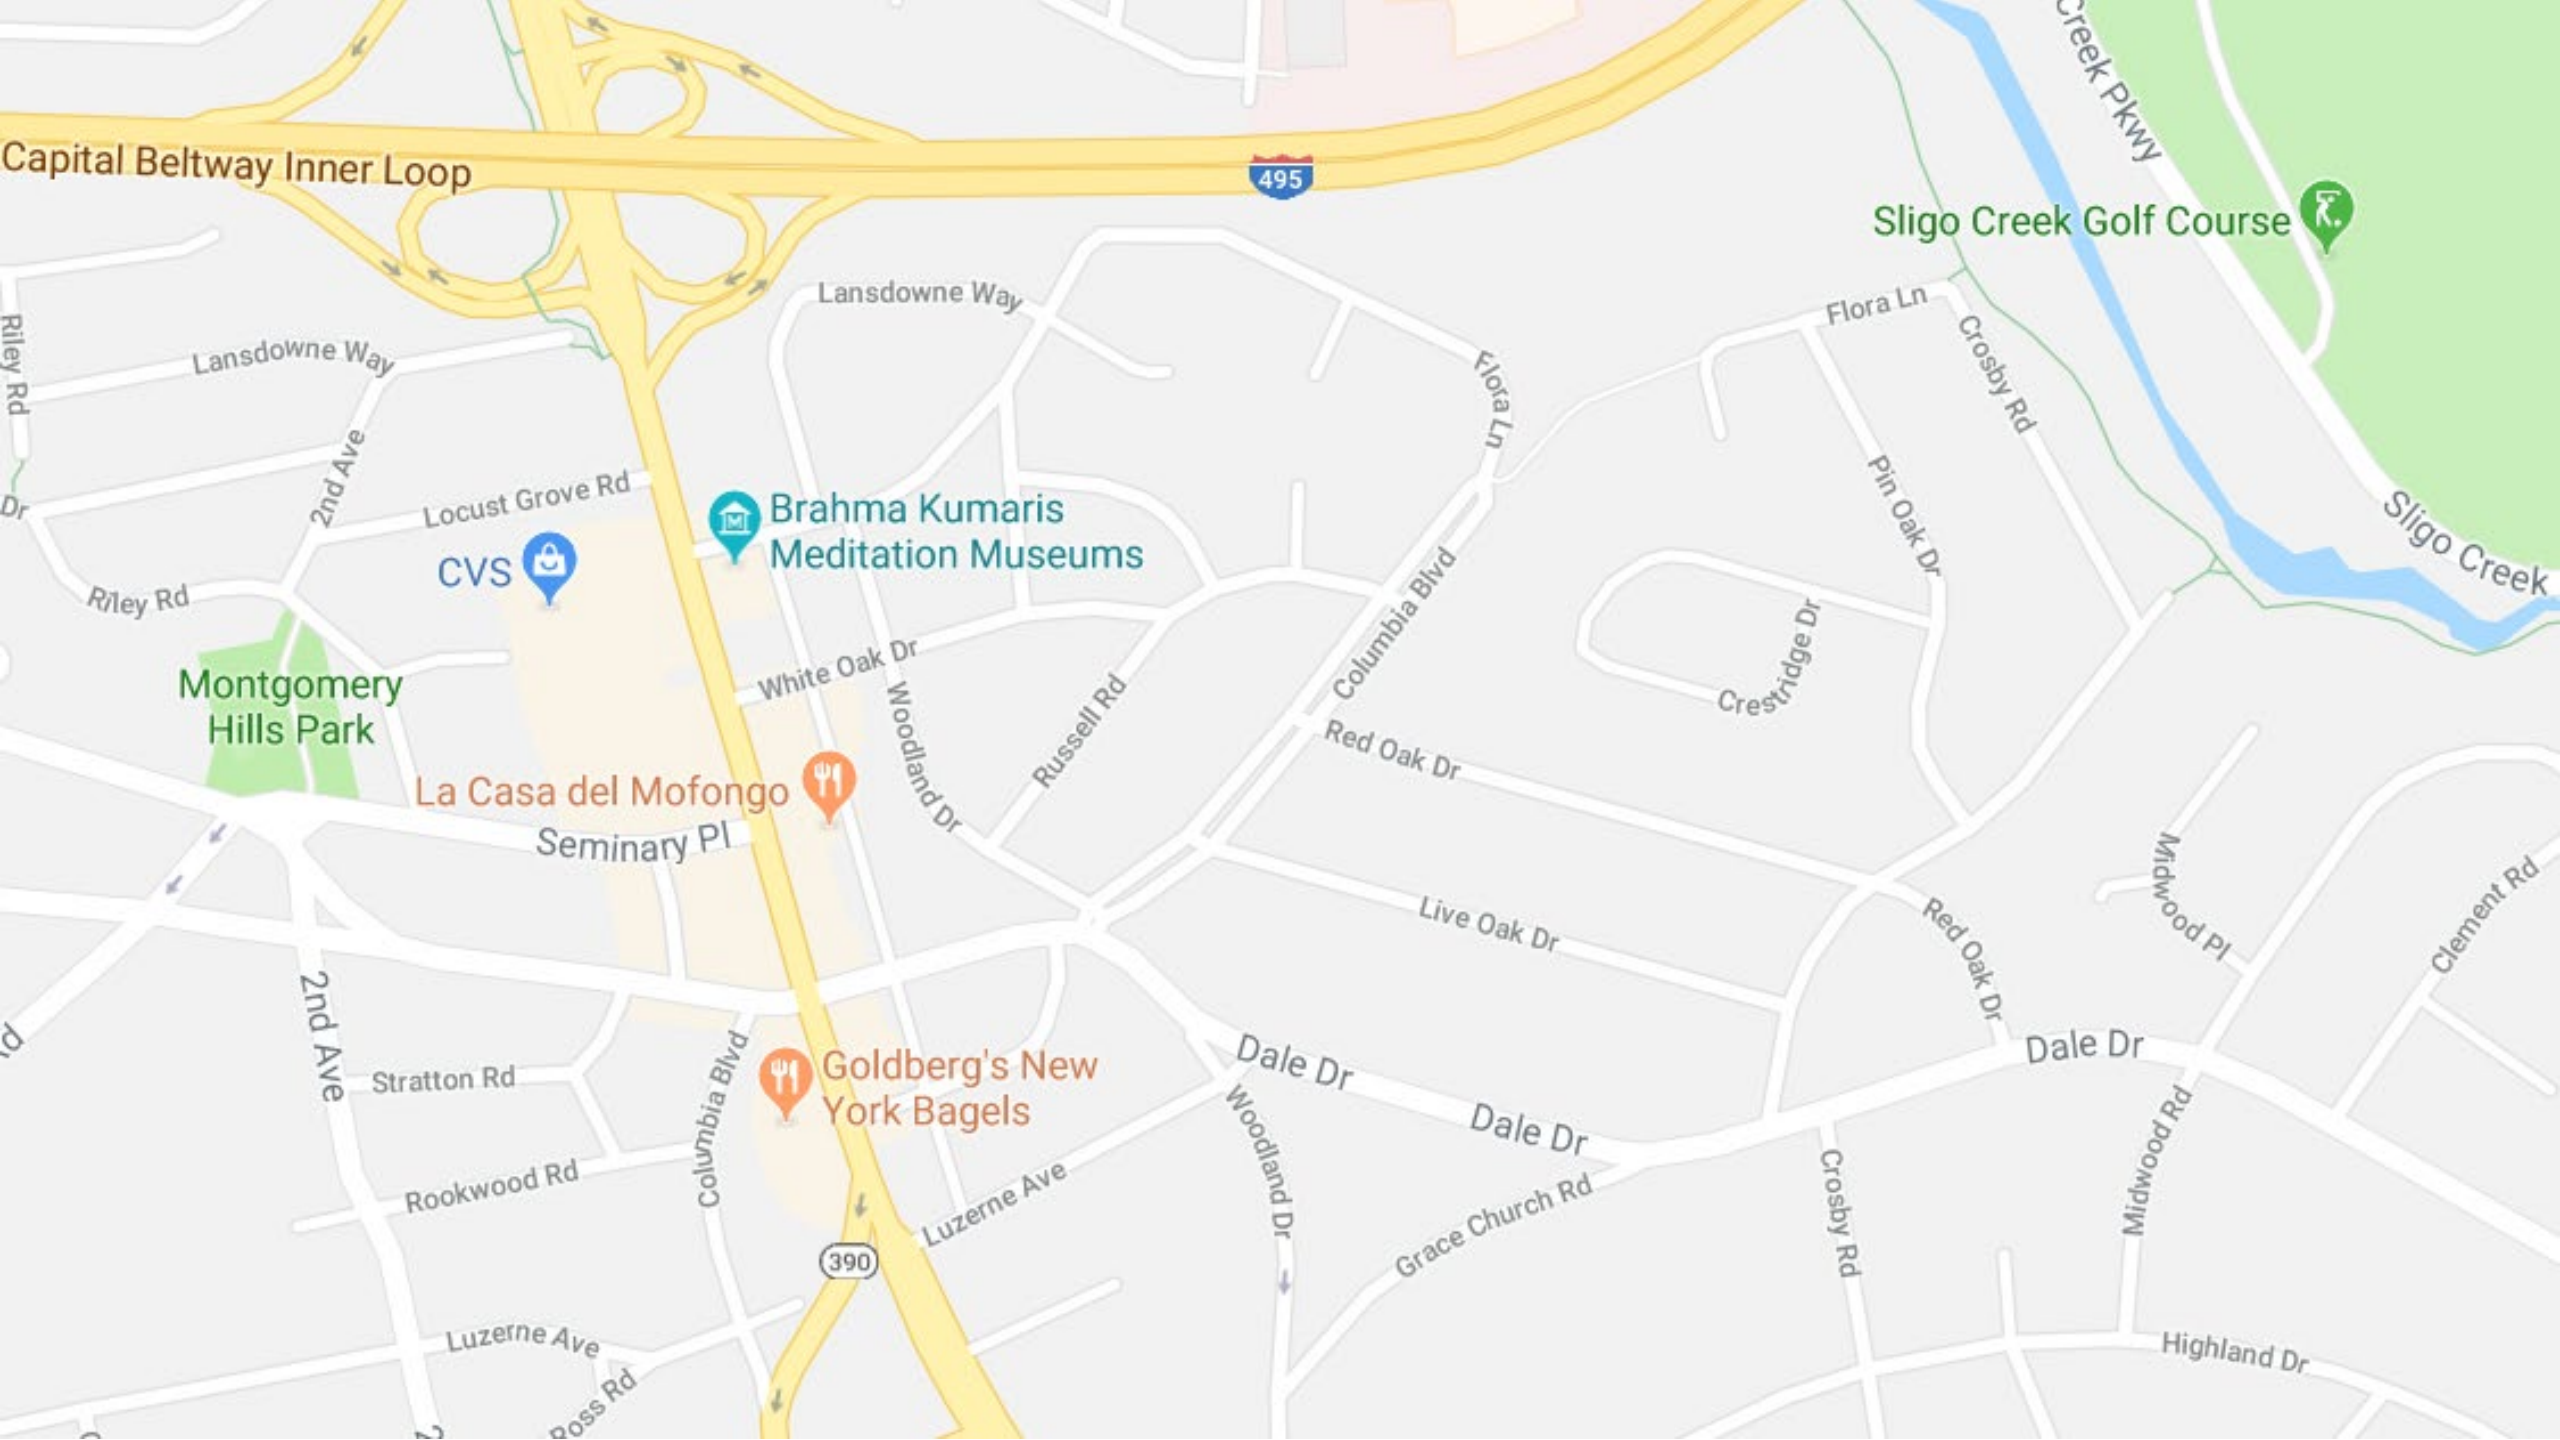 Creek Pkwy
Capital Beltway Inner Loop
495
Sligo Creek Golf Course
Lansdowne Way
Flora Ln
Riley Rd
Lansdowne Way
Flora Ln
Crosby Rd
2nd Ave
Locust Grove Rd
Pin Oak Dr
Dr
Brahma Kumaris
Meditation Museums
CVS
Sligo Creek
Riley Rd
Columbia Blvd
Crestridge Dr
White Oak Dr
Montgomery
Hills Park
Woodland Dr
Russell Rd
Red Oak Dr
La Casa del Mofongo
Seminary Pl
Midwood Pl
Live Oak Dr
Red Oak Dr
Clement Rd
2nd Ave
Dale Dr
Dale Dr
Stratton Rd
Columbia Blvd
Goldberg's New
York Bagels
Woodland Dr
Dale Dr
Midwood Rd
Rookwood Rd
Luzerne Ave
Grace Church Rd
Crosby Rd
390
Luzerne Ave
Highland Dr
Ross Rd